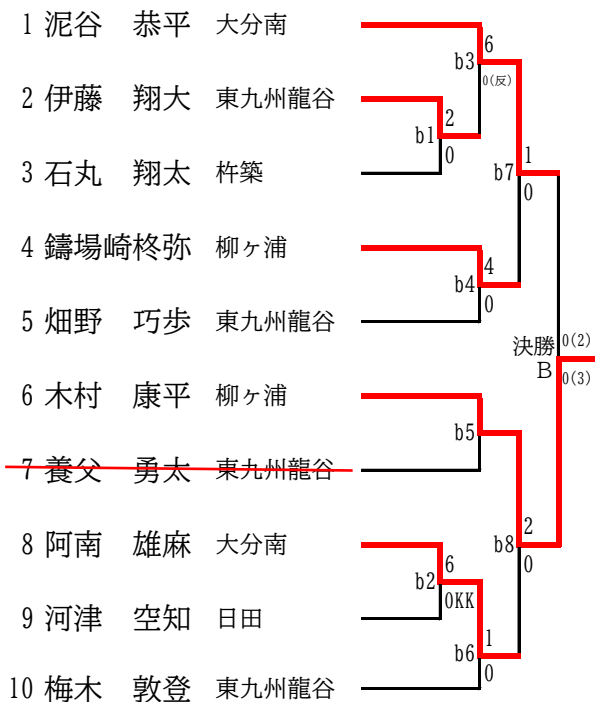 1 泥谷 恭平 大分南
6
b3
0(反)
2 伊藤 翔大 東九州龍谷
2
b1
0
1
b7
0
3 石丸 翔太 杵築
4 鑄場崎柊弥 柳ヶ浦
4
b4
0
5 畑野 巧歩 東九州龍谷
決勝 0(2)
B 0(3)
6 木村 康平 柳ヶ浦
b5
7 養父 勇太 東九州龍谷
2
b8
0
8 阿南 雄麻 大分南
6
b2
0KK
9 河津 空知 日田
1
b6
0
10 梅木 敦登 東九州龍谷